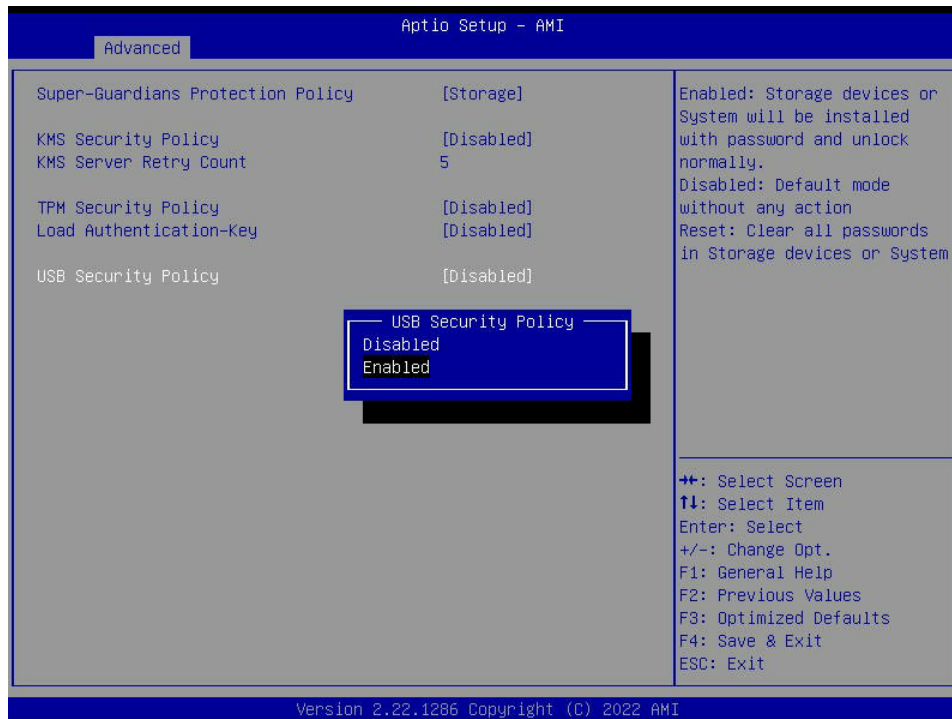 Aptio Setup – AMI
Advanced
Super-Guardians Protection Policy [Storage]
KMS Security Policy [Disabled]
KMS Server Retry Count 5
TPM Security Policy [Disabled]
Load Authentication-Key [Disabled]
USB Security Policy [Disabled]
USB Security Policy
Disabled
Enabled
Enabled: Storage devices or
System will be installed
with password and unlock
normally.
Disabled: Default mode
without any action
Reset: Clear all passwords
in Storage devices or System
→←: Select Screen
↑↓: Select Item
Enter: Select
+/-: Change Opt.
F1: General Help
F2: Previous Values
F3: Optimized Defaults
F4: Save & Exit
ESC: Exit
Version 2.22.1286 Copyright (C) 2022 AMI